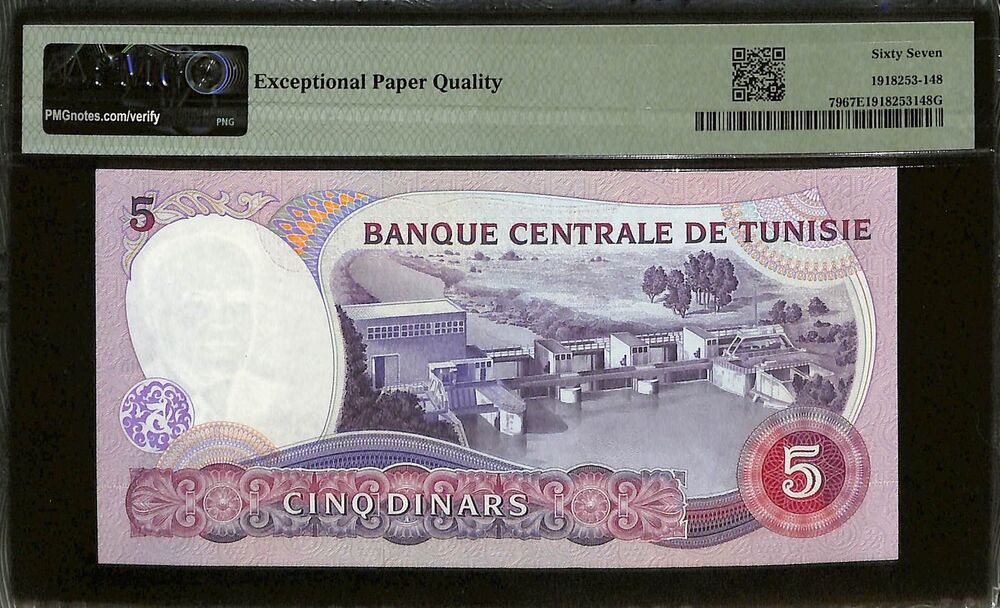 Exceptional Paper Quality
PMGnotes.com/verify
PNG
Sixty Seven
1918253-148
7967E1918253148G
5
BANQUE CENTRALE DE TUNISIE
CINQ DINARS
5